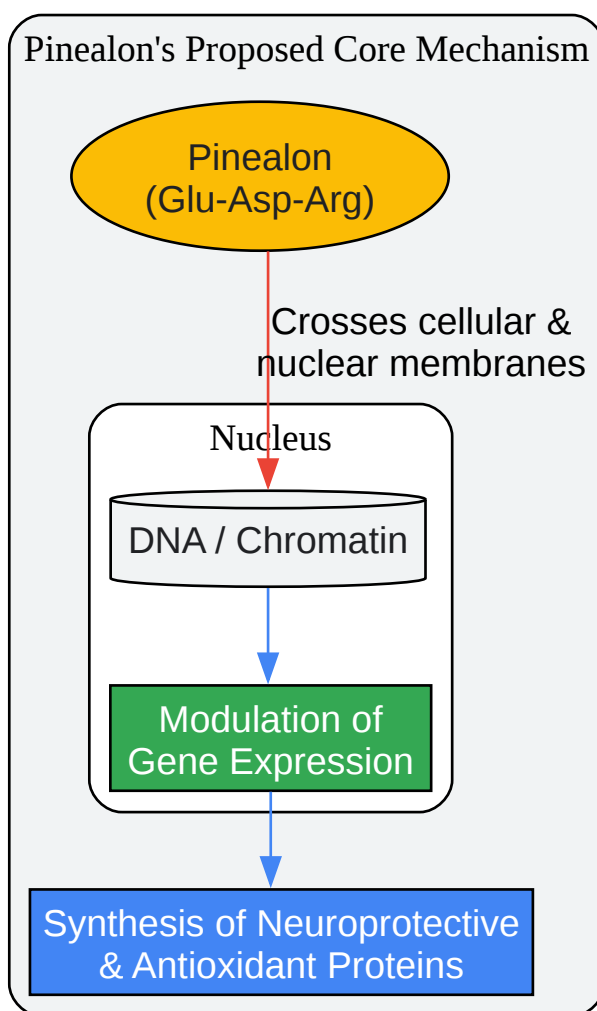 Pinealon's Proposed Core Mechanism
Pinealon
(Glu-Asp-Arg)
Crosses cellular &
nuclear membranes
Nucleus
DNA / Chromatin
Modulation of
Gene Expression
Synthesis of Neuroprotective
& Antioxidant Proteins